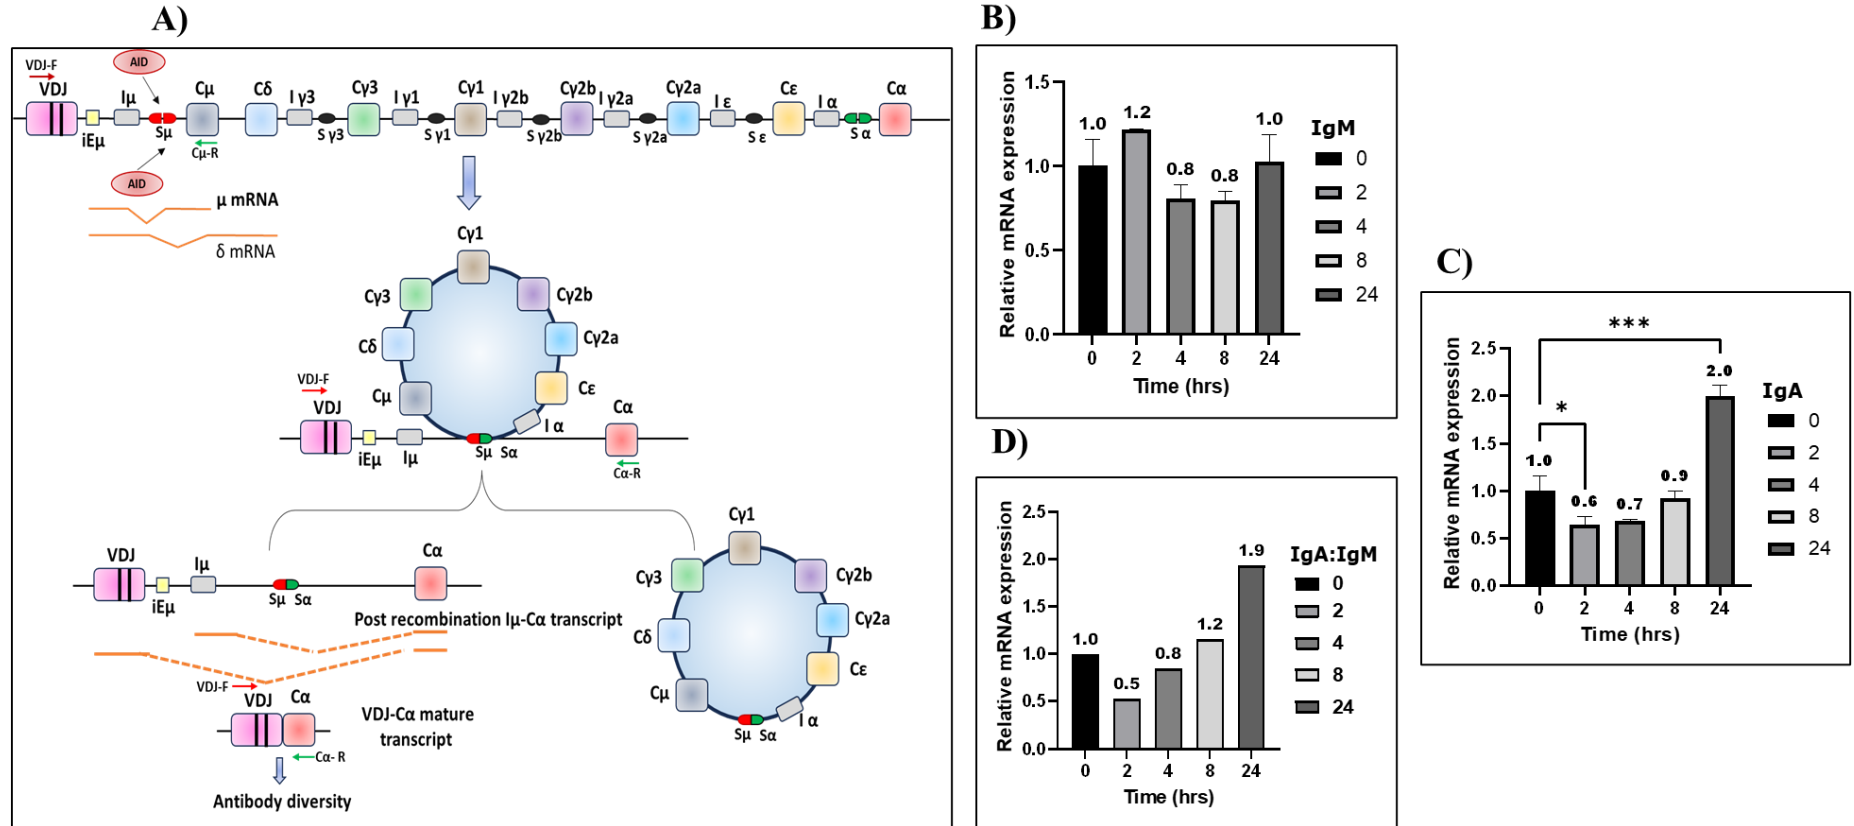 A)
VDJ-F
VDJ
AID
Iμ
Cμ
Cδ
I γ3
Cγ3
I γ1
Cγ1
I γ2b
Cγ2b
I γ2a
Cγ2a
I ε
Cε
I α
Cα
iEμ
Sμ
Cμ-R
S γ3
S γ1
S γ2b
S γ2a
S ε
S α
AID
μ mRNA
δ mRNA
Cγ1
Cγ3
Cγ2b
Cδ
Cγ2a
Cμ
Cε
VDJ-F
VDJ
I α
Cα
iEμ
Iμ
Sμ Sα
Cα-R
VDJ
Iμ
Cα
iEμ
Sμ Sα
Post recombination Iμ-Cα transcript
VDJ-F
VDJ Cα
VDJ-Cα mature
transcript
Cα- R
Antibody diversity
Cγ1
Cγ3
Cγ2b
Cδ
Cγ2a
Cε
Cμ
I α
Sμ Sα
B)
Relative mRNA expression
1.5
1.0
0.5
0.0
1.0
1.2
0.8
0.8
1.0
0 2 4 8 24
Time (hrs)
IgM
0
2
4
8
24
C)
Relative mRNA expression
2.5
2.0
1.5
1.0
0.5
0.0
***
*
1.0
0.6
0.7
0.9
2.0
0 2 4 8 24
Time (hrs)
IgA
0
2
4
8
24
D)
Relative mRNA expression
2.5
2.0
1.5
1.0
0.5
0.0
1.0
0.5
0.8
1.2
1.9
0 2 4 8 24
Time (hrs)
IgA:IgM
0
2
4
8
24